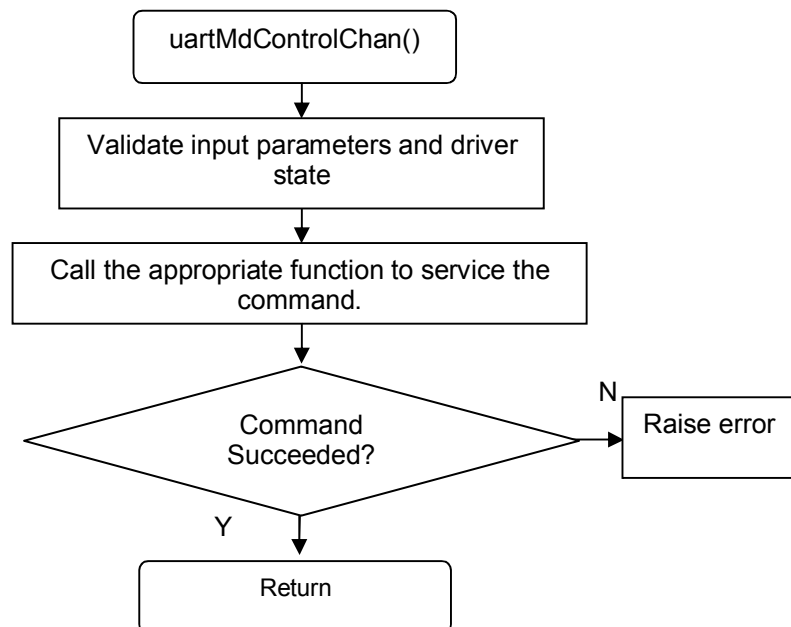 uartMdControlChan()
Validate input parameters and driver
state
Call the appropriate function to service the
command.
Command
Succeeded?
N
Raise error
Y
Return